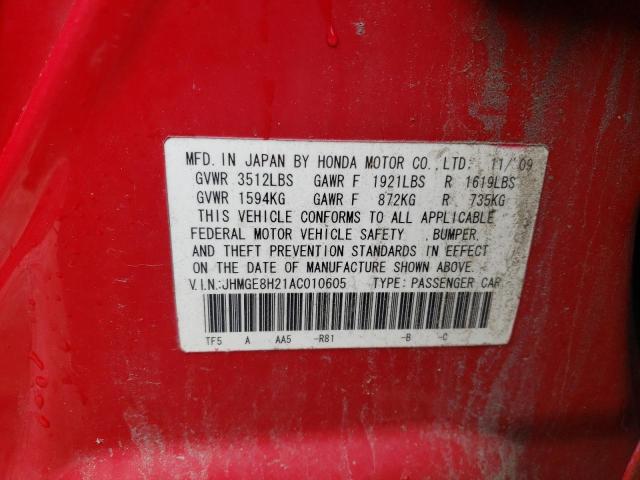 MFD. IN JAPAN BY HONDA MOTOR CO., LTD. 11/'09
GVWR 3512LBS GAWR F 1921LBS R 1619LBS
GVWR 1594KG GAWR F 872KG R 735KG
THIS VEHICLE CONFORMS TO ALL APPLICABLE
FEDERAL MOTOR VEHICLE SAFETY ,BUMPER,
AND THEFT PREVENTION STANDARDS IN EFFECT
ON THE DATE OF MANUFACTURE SHOWN ABOVE.
V.I.N.:JHMGE8H21AC010605 TYPE: PASSENGER CAR
TF5 A AA5 -R81 -B -C